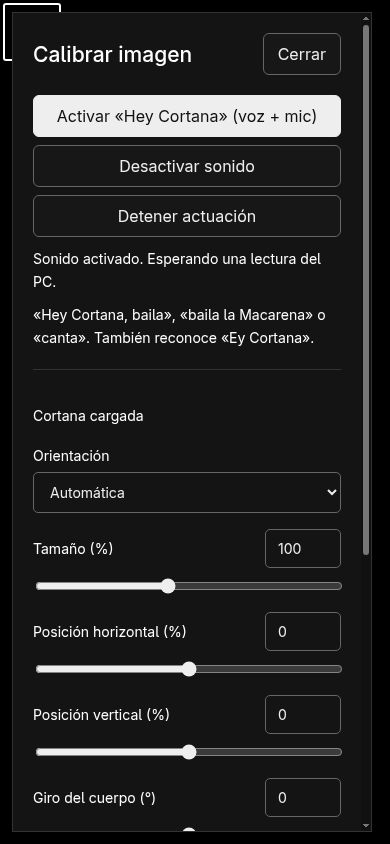 Calibrar imagen
Cerrar
Activar «Hey Cortana» (voz + mic)
Desactivar sonido
Detener actuación
Sonido activado. Esperando una lectura del
PC.
«Hey Cortana, baila», «baila la Macarena» o
«canta». También reconoce «Ey Cortana».
Cortana cargada
Orientación
Automática
Tamaño (%)
100
Posición horizontal (%)
0
Posición vertical (%)
0
Giro del cuerpo (°)
0